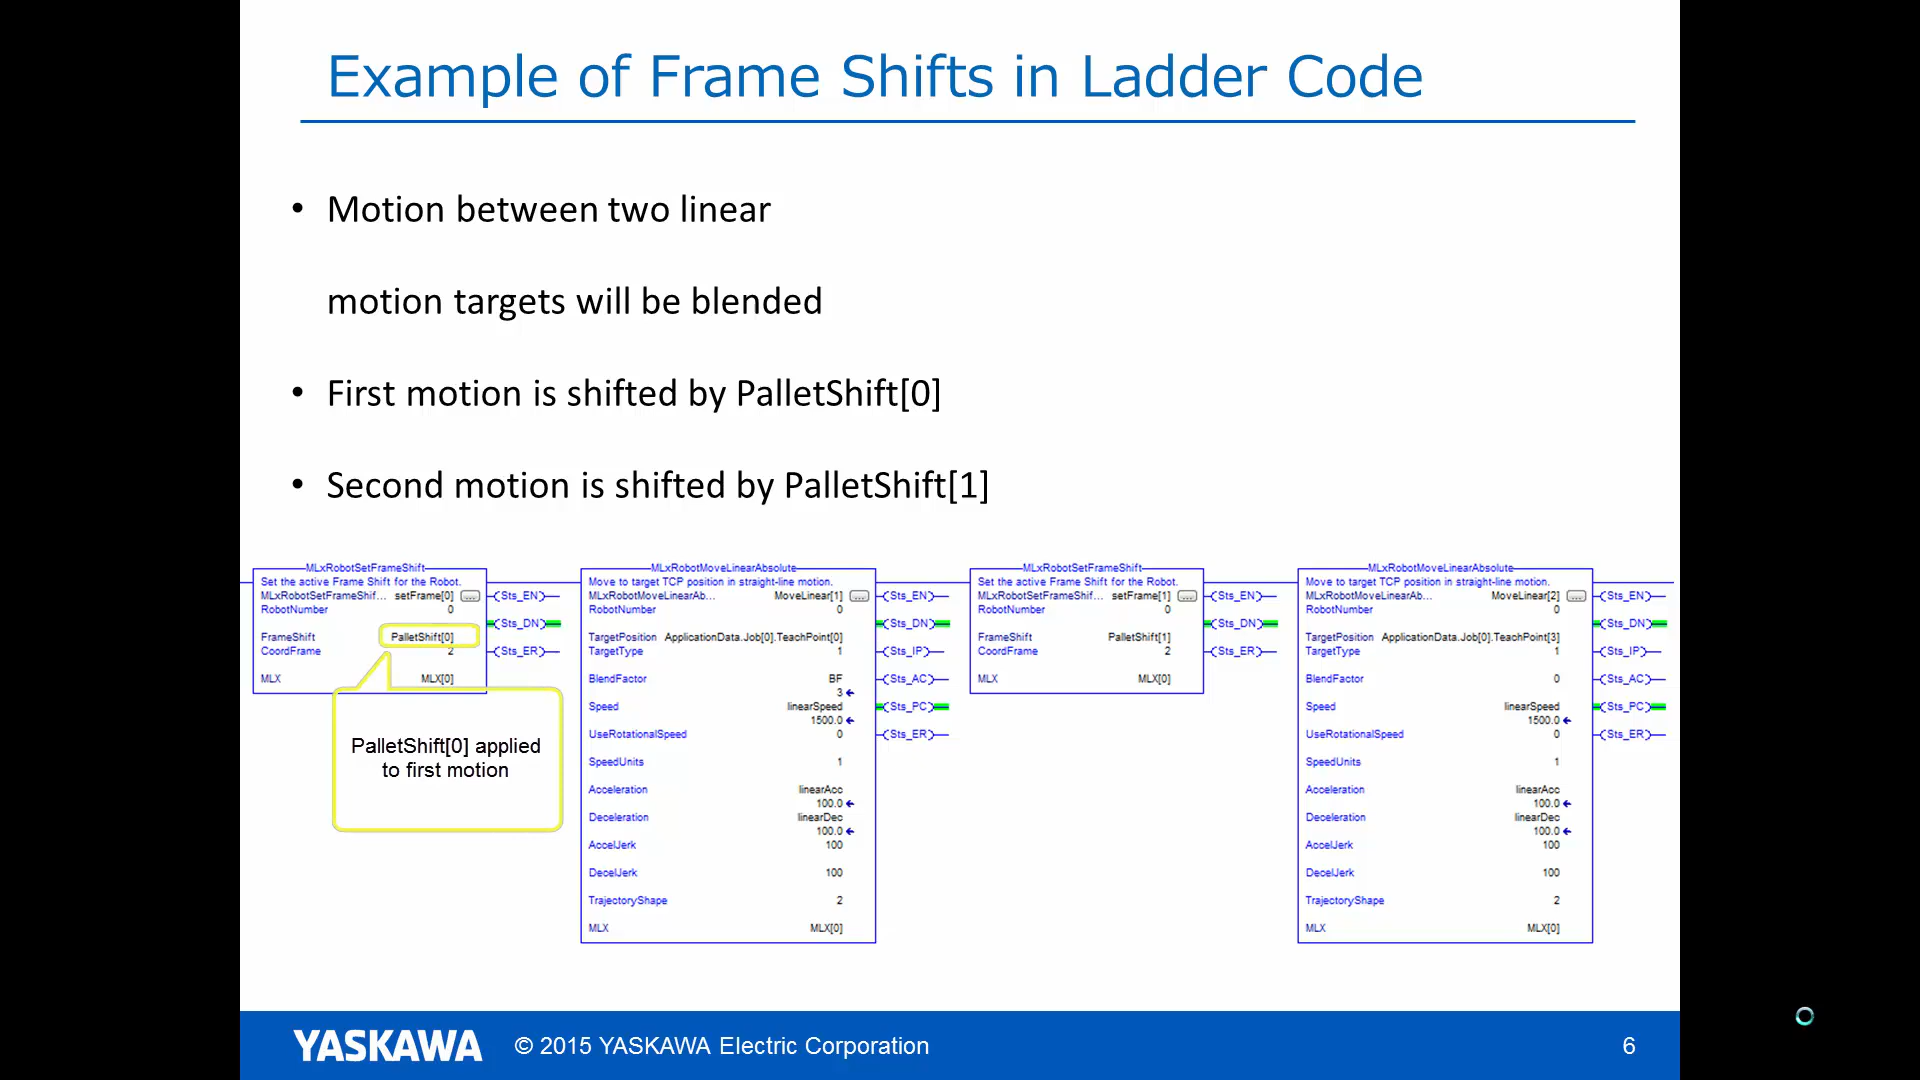 Example of Frame Shifts in Ladder Code
• Motion between two linear
motion targets will be blended
• First motion is shifted by PalletShift[0]
• Second motion is shifted by PalletShift[1]
MLxRobotSetFrameShift
Set the active Frame Shift for the Robot.
MLxRobotSetFrameShif... setFrame[0] ...
RobotNumber 0
FrameShift PalletShift[0]
CoordFrame 2
MLX MLX[0]
Sts_EN
Sts_DN
Sts_ER
PalletShift[0] applied
to first motion
MLxRobotMoveLinearAbsolute
Move to target TCP position in straight-line motion.
MLxRobotMoveLinearAb... MoveLinear[1] ...
RobotNumber 0
TargetPosition ApplicationData.Job[0].TeachPoint[0]
TargetType 1
BlendFactor BF
3
Speed linearSpeed
1500.0
UseRotationalSpeed 0
SpeedUnits 1
Acceleration linearAcc
100.0
Deceleration linearDec
100.0
AccelJerk 100
DecelJerk 100
TrajectoryShape 2
MLX MLX[0]
Sts_EN
Sts_DN
Sts_IP
Sts_AC
Sts_PC
Sts_ER
MLxRobotSetFrameShift
Set the active Frame Shift for the Robot.
MLxRobotSetFrameShif... setFrame[1] ...
RobotNumber 0
FrameShift PalletShift[1]
CoordFrame 2
MLX MLX[0]
Sts_EN
Sts_DN
Sts_ER
MLxRobotMoveLinearAbsolute
Move to target TCP position in straight-line motion.
MLxRobotMoveLinearAb... MoveLinear[2] ...
RobotNumber 0
TargetPosition ApplicationData.Job[0].TeachPoint[3]
TargetType 1
BlendFactor 0
Speed linearSpeed
1500.0
UseRotationalSpeed 0
SpeedUnits 1
Acceleration linearAcc
100.0
Deceleration linearDec
100.0
AccelJerk 100
DecelJerk 100
TrajectoryShape 2
MLX MLX[0]
Sts_EN
Sts_DN
Sts_IP
Sts_AC
Sts_PC
Sts_ER
YASKAWA © 2015 YASKAWA Electric Corporation 6